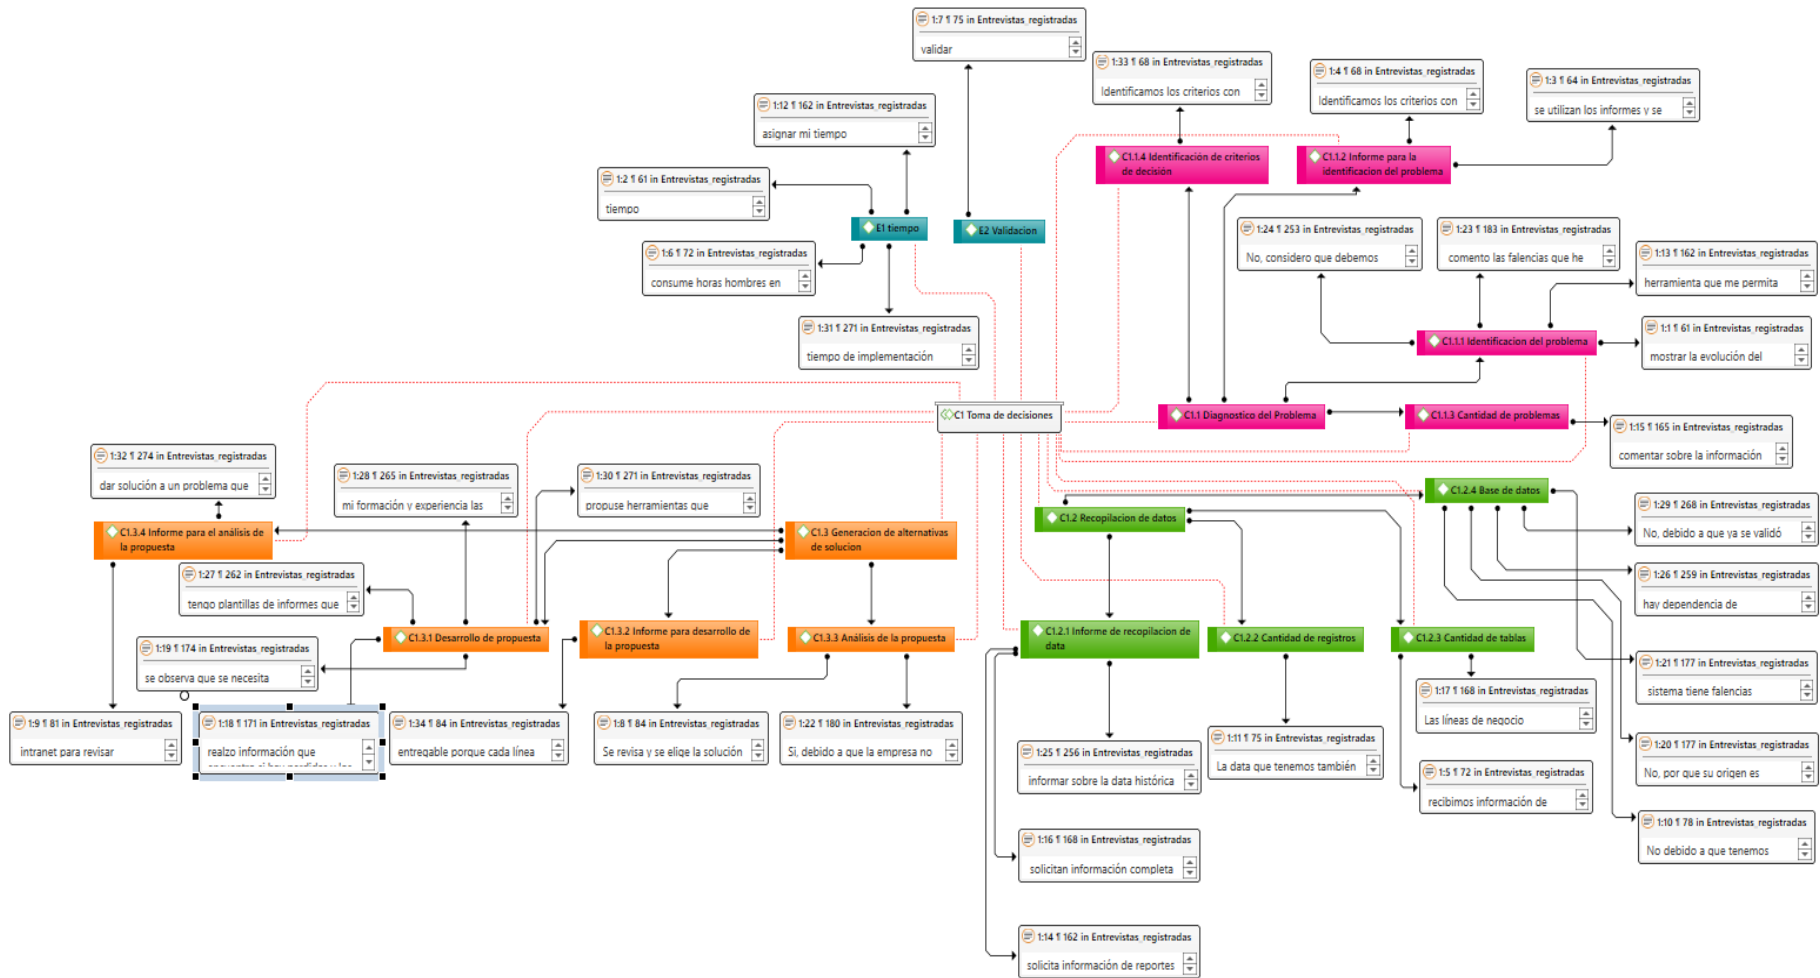 1:7 ¶ 75 in Entrevistas_registradas
validar
1:33 ¶ 68 in Entrevistas_registradas
Identificamos los criterios con
1:4 ¶ 68 in Entrevistas_registradas
Identificamos los criterios con
1:3 ¶ 64 in Entrevistas_registradas
se utilizan los informes y se
1:12 ¶ 162 in Entrevistas_registradas
asignar mi tiempo
1:2 ¶ 61 in Entrevistas_registradas
tiempo
C1.1.4 Identificación de criterios
de decisión
C1.1.2 Informe para la
identificacion del problema
E1 tiempo
E2 Validacion
1:6 ¶ 72 in Entrevistas_registradas
consume horas hombres en
1:24 ¶ 253 in Entrevistas_registradas
No, considero que debemos
1:23 ¶ 183 in Entrevistas_registradas
comento las falencias que he
1:13 ¶ 162 in Entrevistas_registradas
herramienta que me permita
1:31 ¶ 271 in Entrevistas_registradas
tiempo de implementación
C1.1.1 Identificacion del problema
1:1 ¶ 61 in Entrevistas_registradas
mostrar la evolución del
C1 Toma de decisiones
C1.1 Diagnostico del Problema
C1.1.3 Cantidad de problemas
1:15 ¶ 165 in Entrevistas_registradas
comentar sobre la información
1:32 ¶ 274 in Entrevistas_registradas
dar solución a un problema que
1:28 ¶ 265 in Entrevistas_registradas
mi formación y experiencia las
1:30 ¶ 271 in Entrevistas_registradas
propuse herramientas que
C1.2.4 Base de datos
1:29 ¶ 268 in Entrevistas_registradas
No, debido a que ya se validó
C1.3.4 Informe para el análisis de
la propuesta
C1.3 Generacion de alternativas
de solucion
C1.2 Recopilacion de datos
1:27 ¶ 262 in Entrevistas_registradas
tengo plantillas de informes que
1:26 ¶ 259 in Entrevistas_registradas
hay dependencia de
C1.3.1 Desarrollo de propuesta
C1.3.2 Informe para desarrollo de
la propuesta
C1.3.3 Análisis de la propuesta
C1.2.1 Informe de recopilacion de
data
C1.2.2 Cantidad de registros
C1.2.3 Cantidad de tablas
1:19 ¶ 174 in Entrevistas_registradas
se observa que se necesita
1:21 ¶ 177 in Entrevistas_registradas
sistema tiene falencias
1:17 ¶ 168 in Entrevistas_registradas
Las líneas de negocio
1:9 ¶ 81 in Entrevistas_registradas
intranet para revisar
1:18 ¶ 171 in Entrevistas_registradas
realzo información que
1:34 ¶ 84 in Entrevistas_registradas
entregable porque cada línea
1:8 ¶ 84 in Entrevistas_registradas
Se revisa y se elige la solución
1:22 ¶ 180 in Entrevistas_registradas
Si, debido a que la empresa no
1:25 ¶ 256 in Entrevistas_registradas
informar sobre la data histórica
1:11 ¶ 75 in Entrevistas_registradas
La data que tenemos también
1:5 ¶ 72 in Entrevistas_registradas
recibimos información de
1:20 ¶ 177 in Entrevistas_registradas
No, por que su origen es
1:10 ¶ 78 in Entrevistas_registradas
No debido a que tenemos
1:16 ¶ 168 in Entrevistas_registradas
solicitan información completa
1:14 ¶ 162 in Entrevistas_registradas
solicita información de reportes